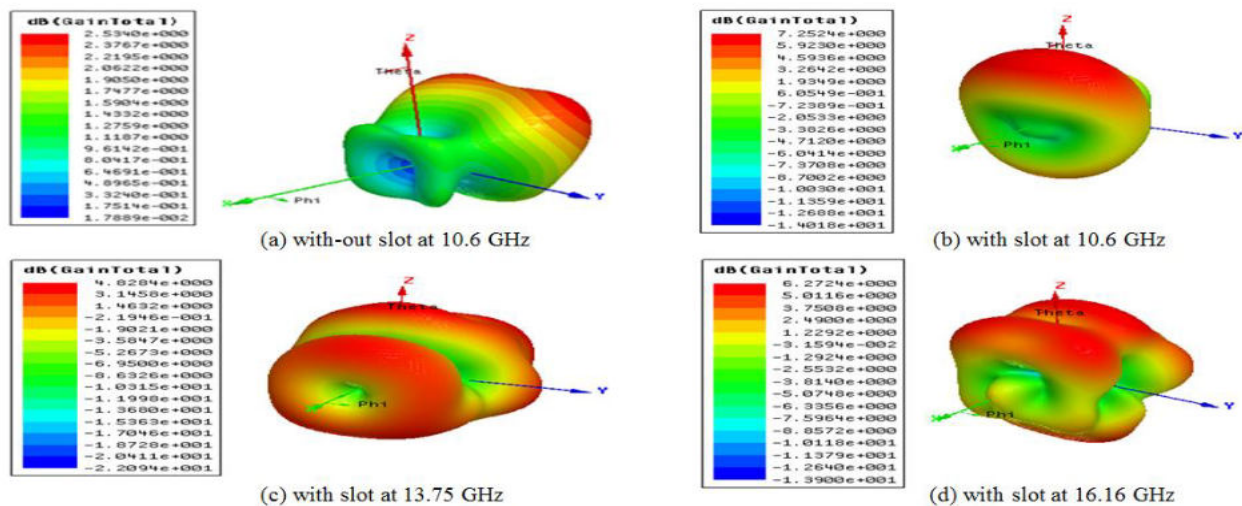 dB(GainTotal)
2.5340e+000
2.3767e+000
2.2195e+000
2.0622e+000
1.9050e+000
1.7477e+000
1.5904e+000
1.4332e+000
1.2759e+000
1.1187e+000
9.6142e-001
8.0417e-001
6.4691e-001
4.8965e-001
3.3240e-001
1.7514e-001
1.7889e-002
Z
Theta
X
Phi
Y
(a) with-out slot at 10.6 GHz
dB(GainTotal)
7.2524e+000
5.9230e+000
4.5936e+000
3.2642e+000
1.9349e+000
6.0549e-001
-7.2389e-001
-2.0533e+000
-3.3826e+000
-4.7120e+000
-6.0414e+000
-7.3708e+000
-8.7002e+000
-1.0030e+001
-1.1359e+001
-1.2688e+001
-1.4018e+001
Z
Theta
X
Phi
Y
(b) with slot at 10.6 GHz
dB(GainTotal)
4.8284e+000
3.1458e+000
1.4632e+000
-2.1946e-001
-1.9021e+000
-3.5847e+000
-5.2673e+000
-6.9500e+000
-8.6326e+000
-1.0315e+001
-1.1998e+001
-1.3680e+001
-1.5363e+001
-1.7046e+001
-1.8728e+001
-2.0411e+001
-2.2094e+001
Z
Theta
Phi
Y
(c) with slot at 13.75 GHz
dB(GainTotal)
6.2724e+000
5.0116e+000
3.7508e+000
2.4900e+000
1.2292e+000
-3.1594e-002
-1.2924e+000
-2.5532e+000
-3.8140e+000
-5.0748e+000
-6.3356e+000
-7.5964e+000
-8.8572e+000
-1.0118e+001
-1.1379e+001
-1.2640e+001
-1.3900e+001
Z
Theta
X
Phi
Y
(d) with slot at 16.16 GHz